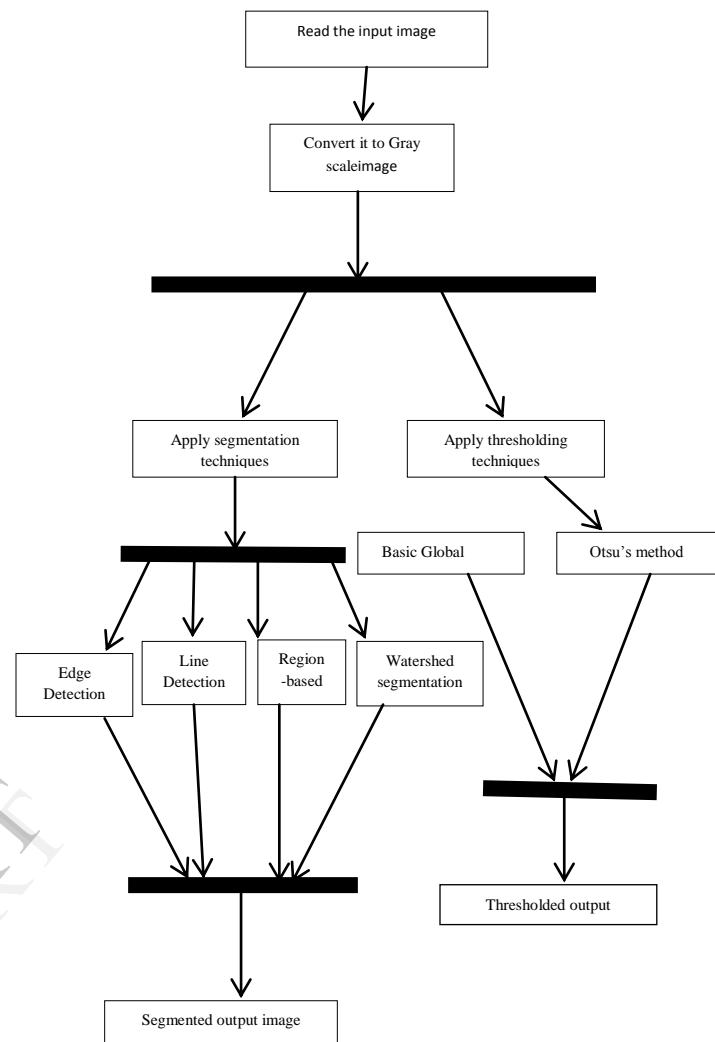 Read the input image
Convert it to Gray
scaleimage
Apply segmentation
techniques
Apply thresholding
techniques
Basic Global
Otsu's method
Edge
Detection
Line
Detection
Region
-based
Watershed
segmentation
Thresholded output
Segmented output image